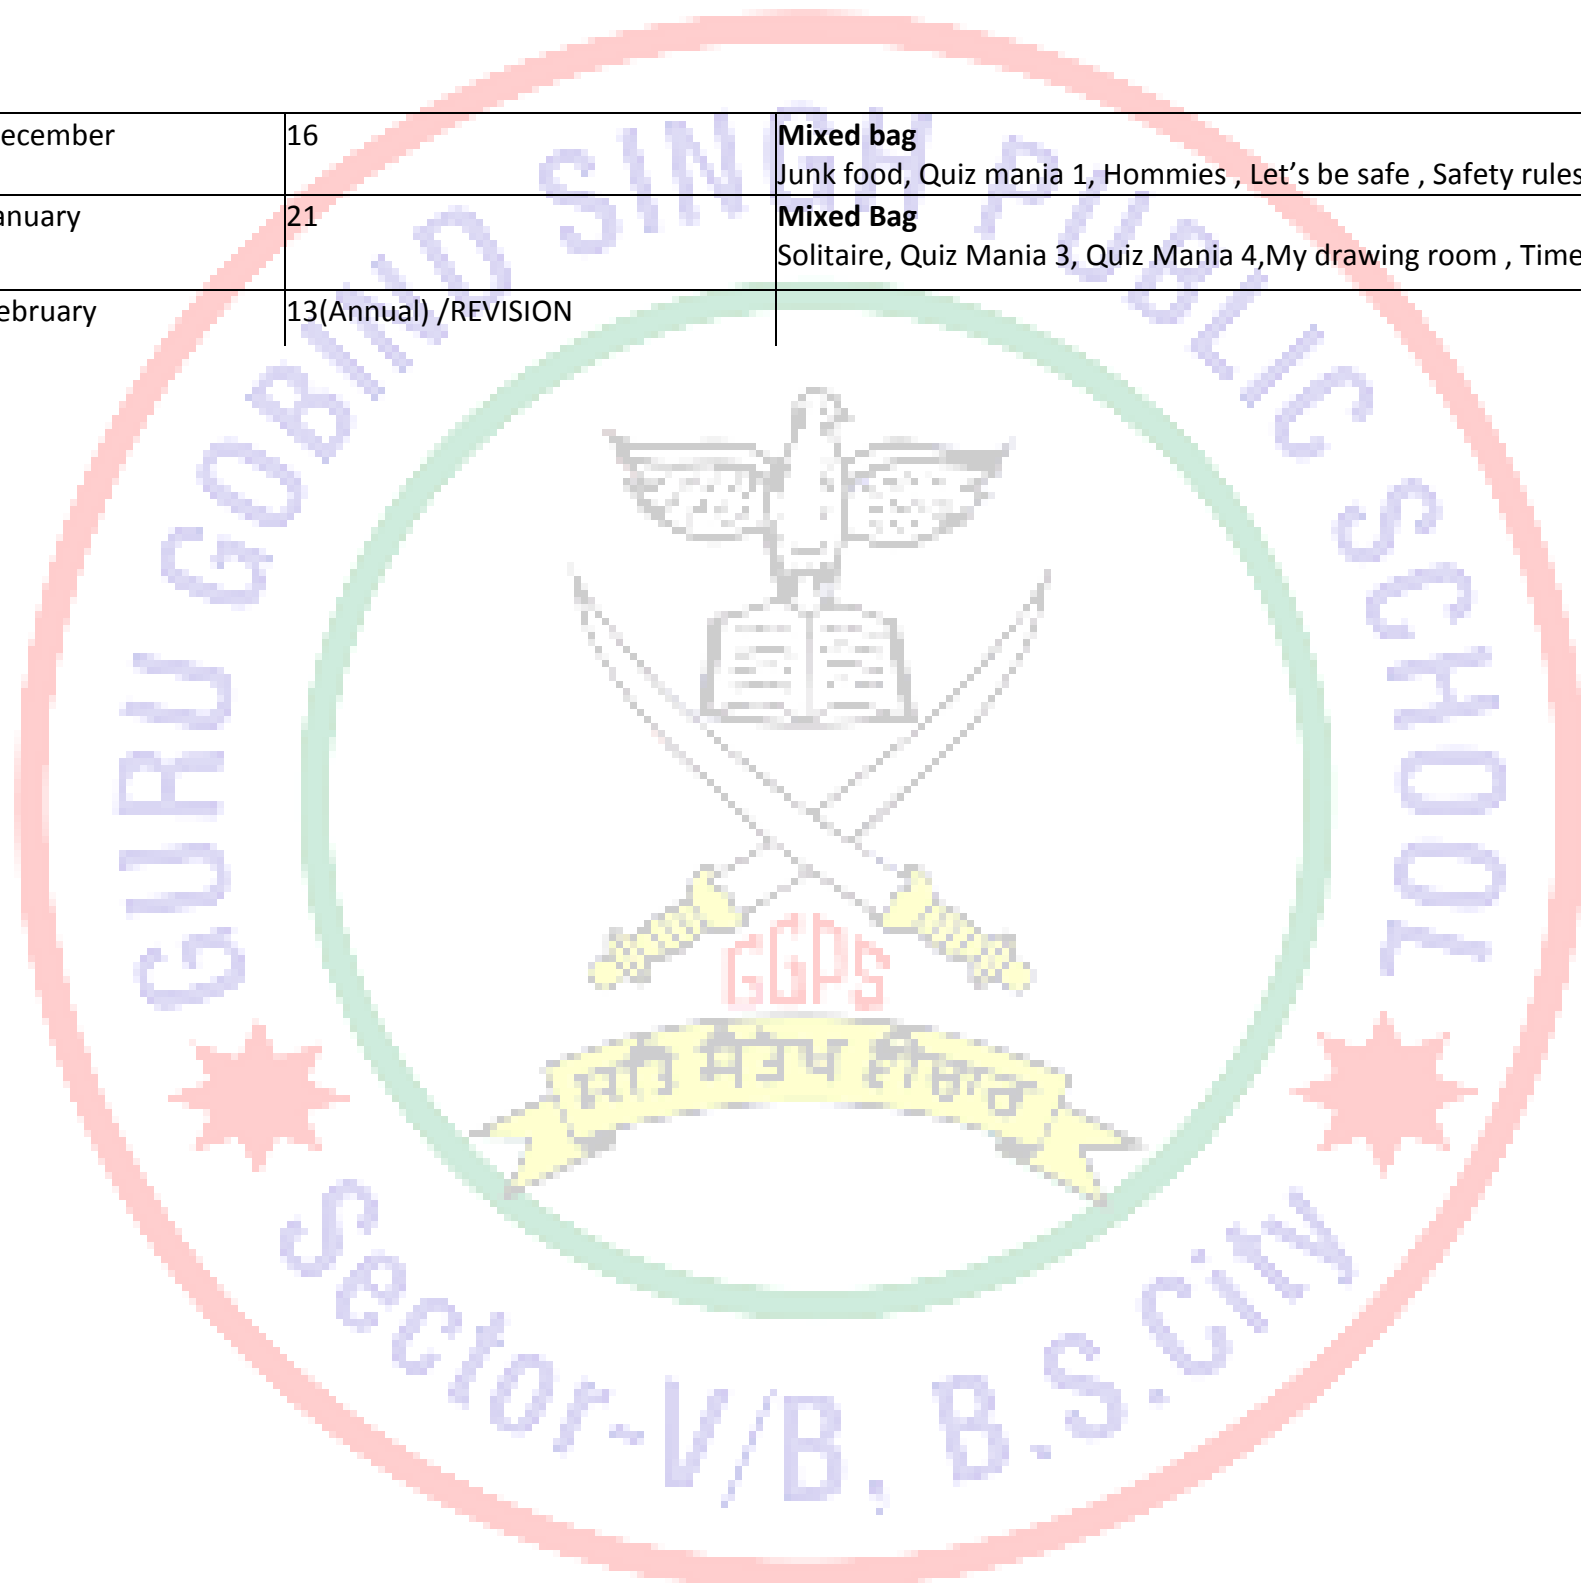 ecember 16 Mixed bag
Junk food, Quiz mania 1, Hommies , Let's be safe , Safety rules
anuary 21 Mixed Bag
Solitaire, Quiz Mania 3, Quiz Mania 4,My drawing room , Time
ebruary 13(Annual) /REVISION
GURU GOBIND SINGH PUBLIC SCHOOL
GGPS
Sector-V/B, B.S.City